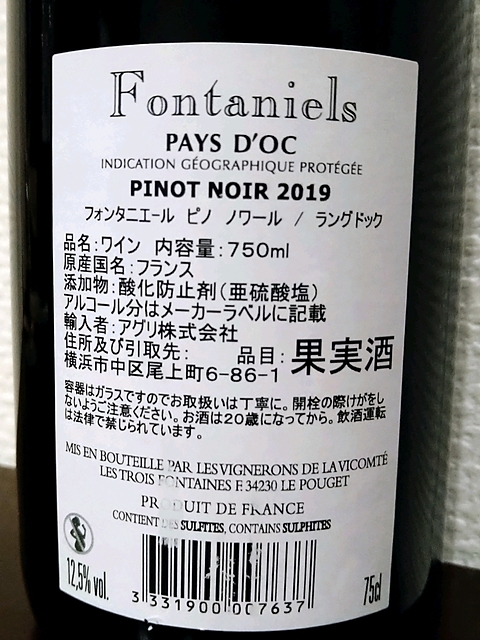 Fontaniels
PAYS D'OC
INDICATION GÉOGRAPHIQUE PROTÉGÉE
PINOT NOIR 2019
フォンタニエール ピノ ノワール / ラングドック
品名：ワイン 内容量：750ml
原産国名：フランス
添加物：酸化防止剤（亜硫酸塩）
アルコール分はメーカーラベルに記載
輸入者：アグリ株式会社
住所及び引取先： 品目：果実酒
横浜市中区尾上町6-86-1
容器はガラスですのでお取扱いは丁寧に。開栓の際けがをし
ないようご注意ください。お酒は20歳になってから。飲酒運転
は法律で禁じられています。
MIS EN BOUTEILLE PAR LES VIGNERONS DE LA VICOMTÉ
LES TROIS FONTAINES F. 34230 LE POUGET
PRODUIT DE FRANCE
CONTIENT DES SULFITES, CONTAINS SULPHITES
12,5% vol.
3 331900 007637
75cl